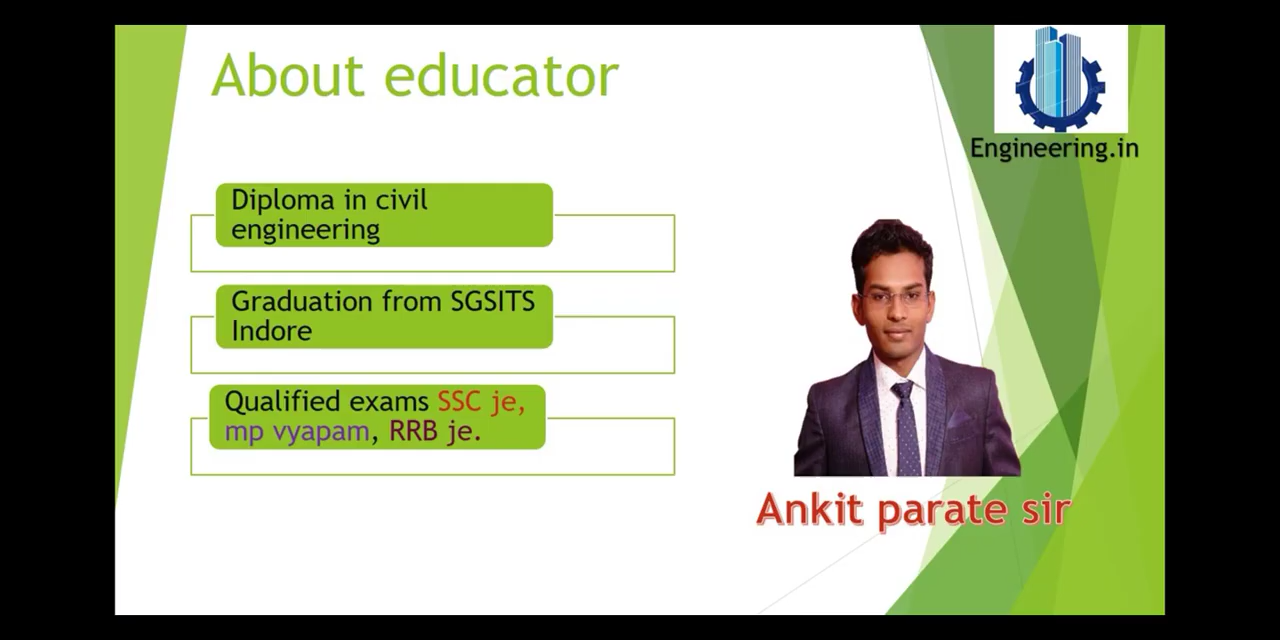 About educator
Engineering.in
Diploma in civil
engineering
Graduation from SGSITS
Indore
Qualified exams SSC je,
mp vyapam, RRB je.
Ankit parate sir